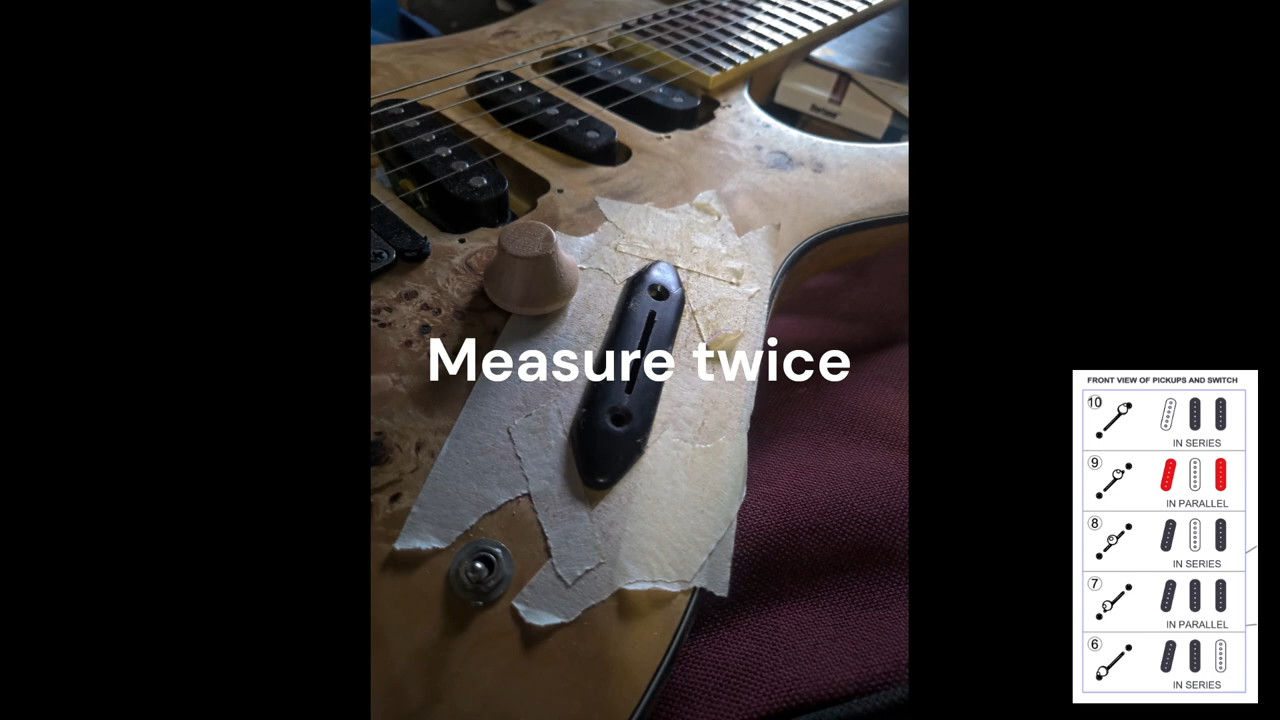 Measure twice
FRONT VIEW OF PICKUPS AND SWITCH
10
IN SERIES
9
IN PARALLEL
8
IN SERIES
7
IN PARALLEL
6
IN SERIES